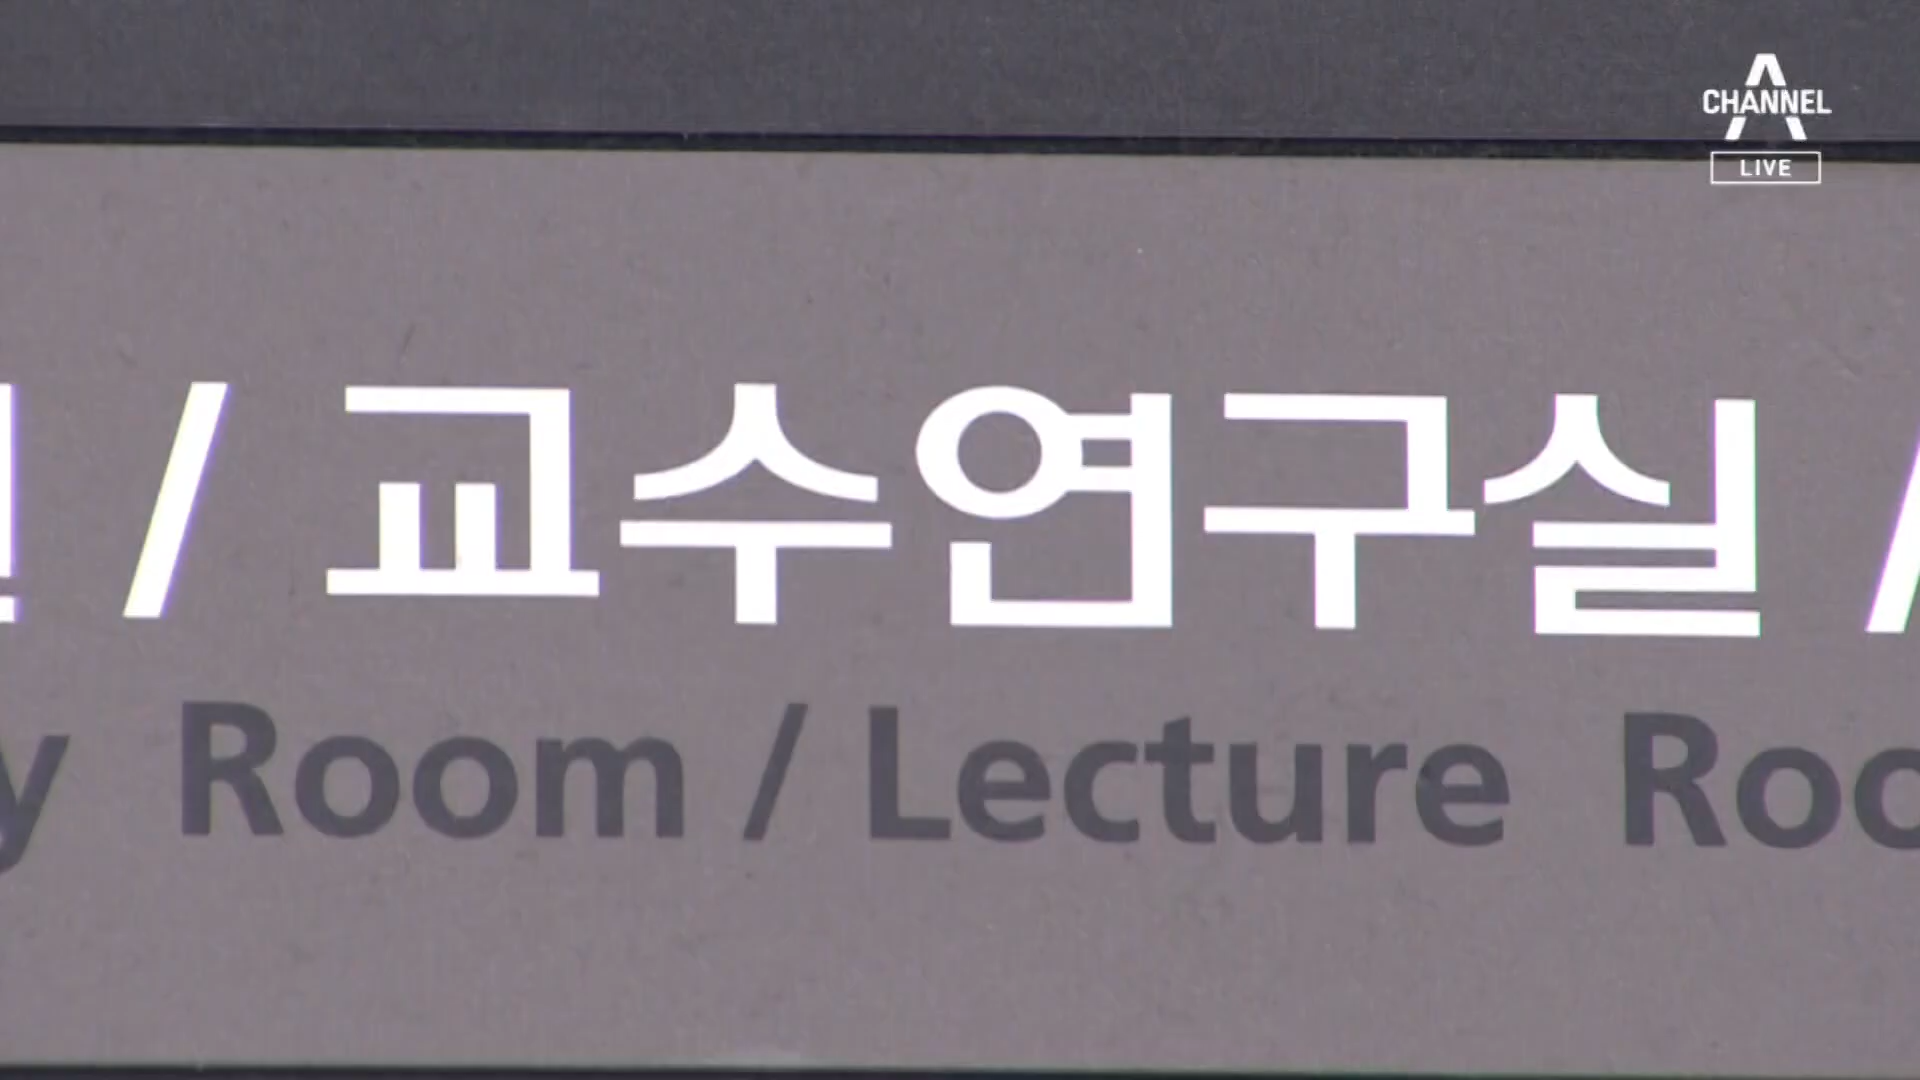 CHANNEL A
LIVE
/ 교수연구실 /
Room / Lecture